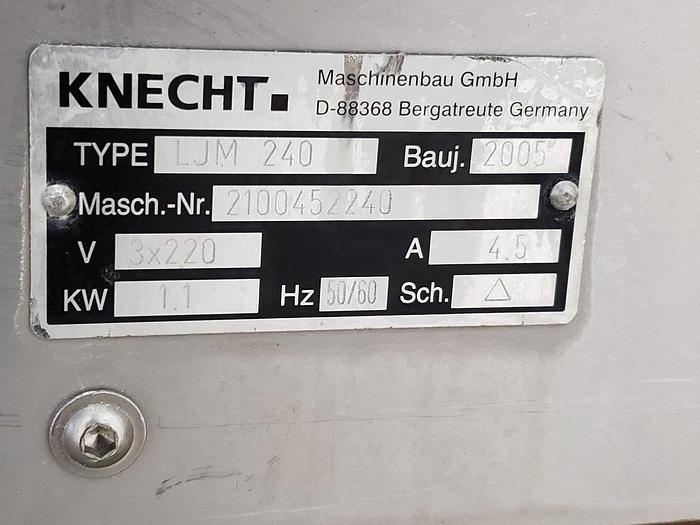 KNECHT.
Maschinenbau GmbH
D-88368 Bergatreute Germany
TYPE LJM 240 Bauj. 2005
Masch.-Nr. 2100452240
V 3x220 A 4.5
KW 1.1 Hz 50/60 Sch. △